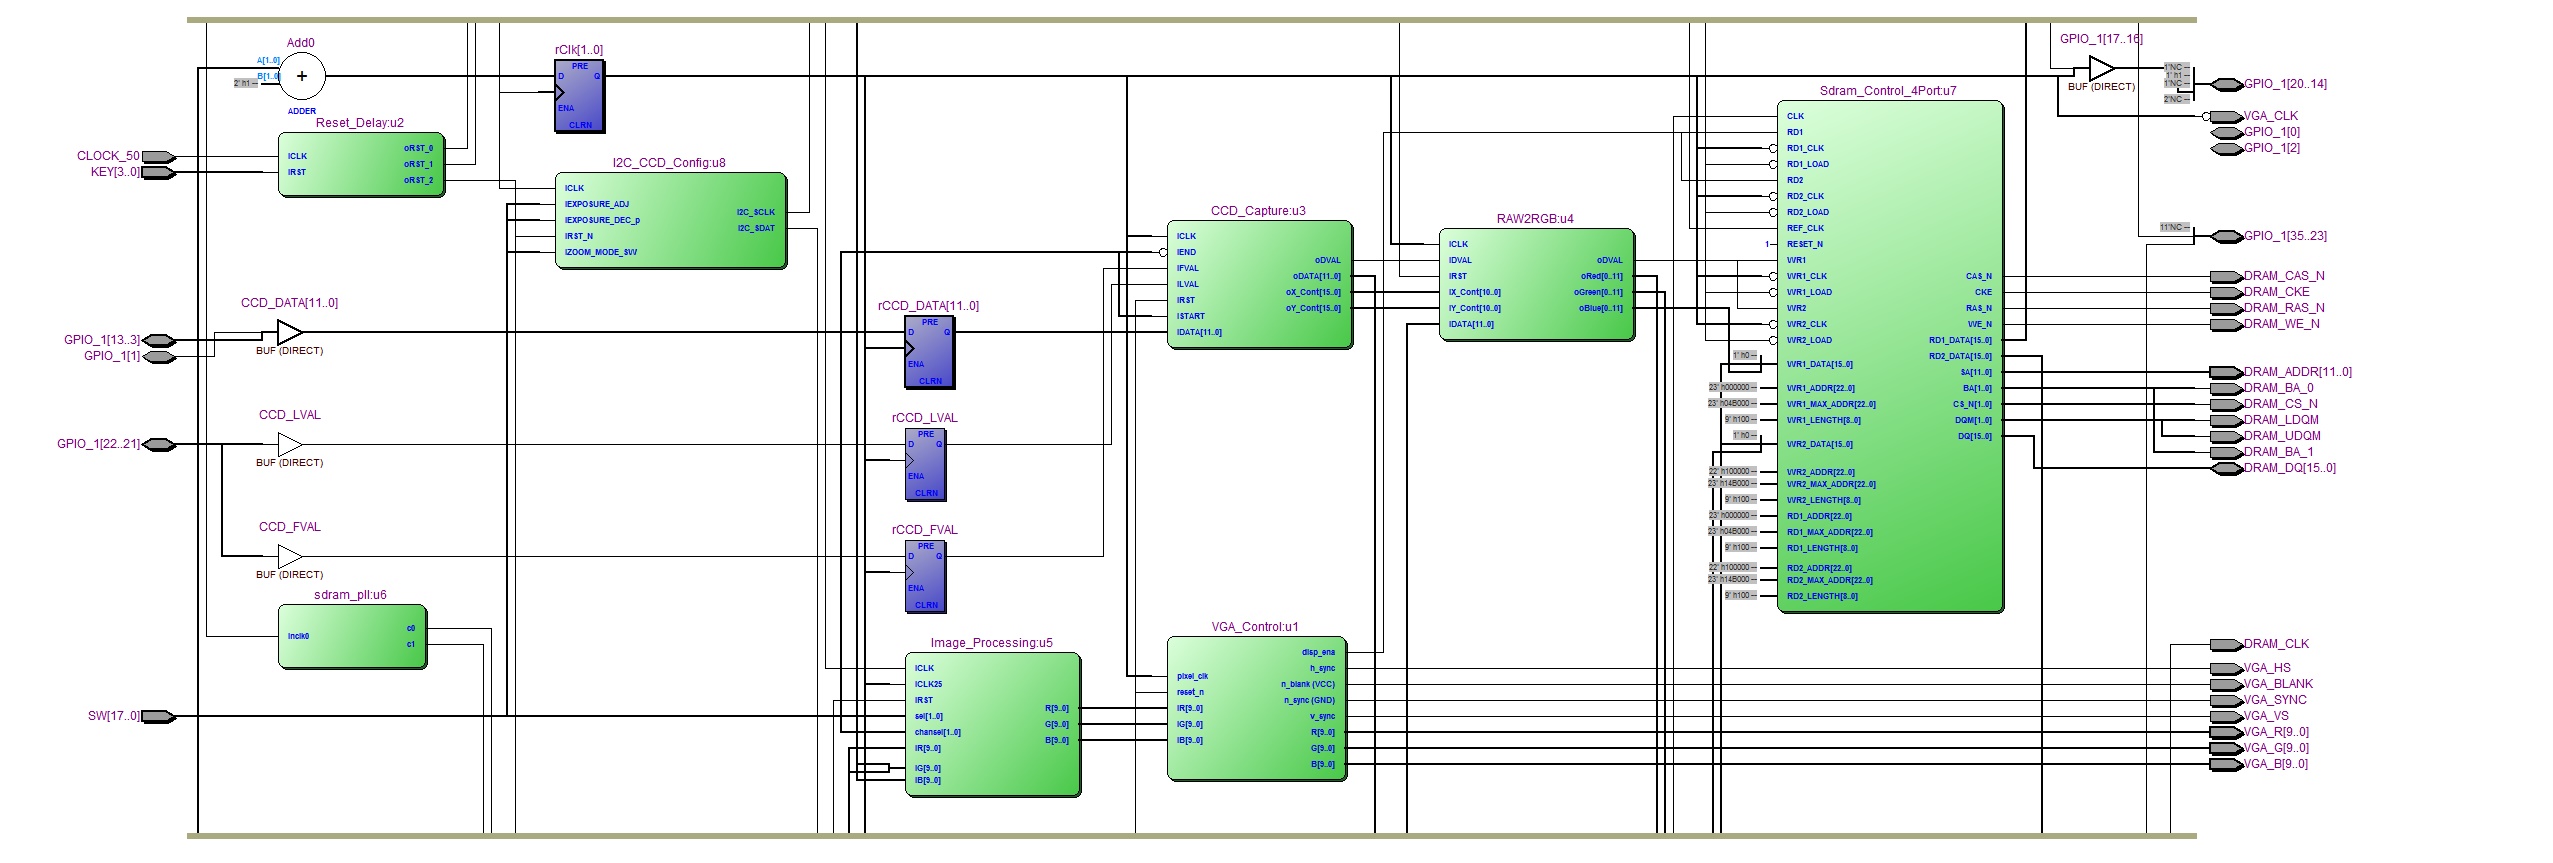 Add0
A[1..0]
B[1..0]
2' h1
+
ADDER
rClk[1..0]
PRE
D Q
ENA
CLRN
Reset_Delay:u2
iCLK
iRST
oRST_0
oRST_1
oRST_2
CLOCK_50
KEY[3..0]
I2C_CCD_Config:u8
iCLK
iEXPOSURE_ADJ
iEXPOSURE_DEC_p
iRST_N
iZOOM_MODE_SW
I2C_SCLK
I2C_SDAT
CCD_DATA[11..0]
BUF (DIRECT)
GPIO_1[13..3]
GPIO_1[1]
CCD_LVAL
BUF (DIRECT)
GPIO_1[22..21]
CCD_FVAL
BUF (DIRECT)
sdram_pll:u6
inclk0
c0
c1
SW[17..0]
rCCD_DATA[11..0]
PRE
D Q
ENA
CLRN
rCCD_LVAL
PRE
D Q
ENA
CLRN
rCCD_FVAL
PRE
D Q
ENA
CLRN
Image_Processing:u5
iCLK
iCLK25
iRST
sel[1..0]
chansel[1..0]
iR[9..0]
iG[9..0]
iB[9..0]
R[9..0]
G[9..0]
B[9..0]
CCD_Capture:u3
iCLK
iEND
iFVAL
iLVAL
iRST
iSTART
iDATA[11..0]
oDVAL
oDATA[11..0]
oX_Cont[15..0]
oY_Cont[15..0]
VGA_Control:u1
pixel_clk
reset_n
iR[9..0]
iG[9..0]
iB[9..0]
disp_ena
h_sync
n_blank (VCC)
n_sync (GND)
v_sync
R[9..0]
G[9..0]
B[9..0]
RAW2RGB:u4
iCLK
iDVAL
iRST
iX_Cont[10..0]
iY_Cont[10..0]
iDATA[11..0]
oDVAL
oRed[0..11]
oGreen[0..11]
oBlue[0..11]
Sdram_Control_4Port:u7
CLK
RD1
RD1_CLK
RD1_LOAD
RD2
RD2_CLK
RD2_LOAD
REF_CLK
1 RESET_N
WR1
WR1_CLK
WR1_LOAD
WR2
WR2_CLK
WR2_LOAD
1' h0
WR1_DATA[15..0]
23' h000000 WR1_ADDR[22..0]
23' h04B000 WR1_MAX_ADDR[22..0]
9' h100 WR1_LENGTH[8..0]
1' h0
WR2_DATA[15..0]
22' h100000 WR2_ADDR[22..0]
23' h14B000 WR2_MAX_ADDR[22..0]
9' h100 WR2_LENGTH[8..0]
23' h000000 RD1_ADDR[22..0]
23' h04B000 RD1_MAX_ADDR[22..0]
9' h100 RD1_LENGTH[8..0]
22' h100000 RD2_ADDR[22..0]
23' h14B000 RD2_MAX_ADDR[22..0]
9' h100 RD2_LENGTH[8..0]
CAS_N
CKE
RAS_N
WE_N
RD1_DATA[15..0]
RD2_DATA[15..0]
SA[11..0]
BA[1..0]
CS_N[1..0]
DQM[1..0]
DQ[15..0]
GPIO_1[17..16]
BUF (DIRECT)
1'NC
1' h1
1'NC
2'NC
GPIO_1[20..14]
VGA_CLK
GPIO_1[0]
GPIO_1[2]
11'NC
GPIO_1[35..23]
DRAM_CAS_N
DRAM_CKE
DRAM_RAS_N
DRAM_WE_N
DRAM_ADDR[11..0]
DRAM_BA_0
DRAM_CS_N
DRAM_LDQM
DRAM_UDQM
DRAM_BA_1
DRAM_DQ[15..0]
DRAM_CLK
VGA_HS
VGA_BLANK
VGA_SYNC
VGA_VS
VGA_R[9..0]
VGA_G[9..0]
VGA_B[9..0]